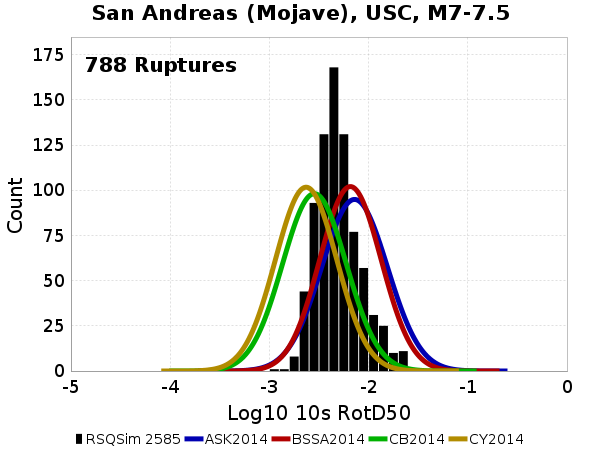 San Andreas (Mojave), USC, M7-7.5
788 Ruptures
175
150
125
100
75
50
25
0
Count
-5 -4 -3 -2 -1 0
Log10 10s RotD50
RSQSim 2585 ASK2014 BSSA2014 CB2014 CY2014